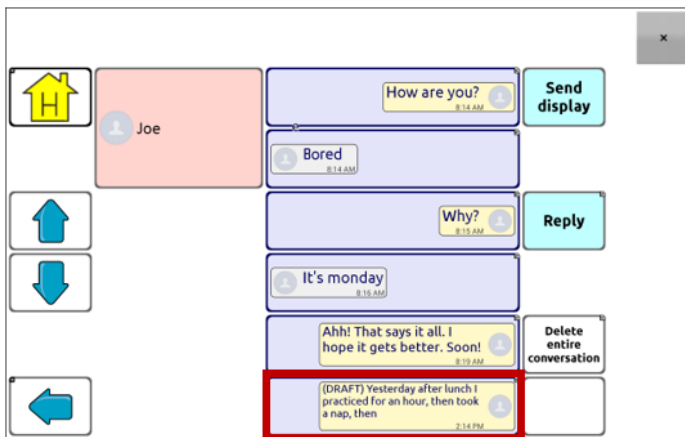 ×
H
Joe
How are you?
8:14 AM
Send
display
Bored
8:14 AM
Why?
8:15 AM
Reply
It's monday
8:16 AM
Ahh! That says it all. I
hope it gets better. Soon!
8:19 AM
Delete
entire
conversation
(DRAFT) Yesterday after lunch I
practiced for an hour, then took
a nap, then
2:14 PM